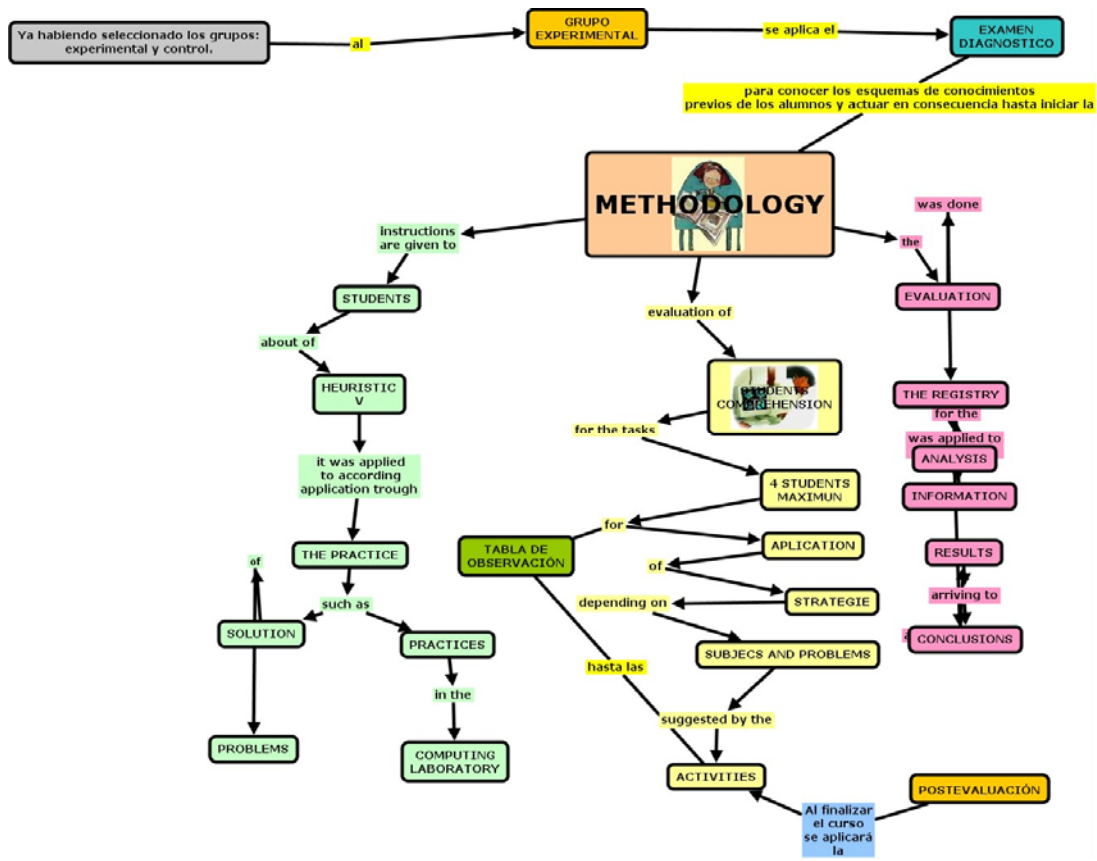 Ya habiendo seleccionado los grupos:
experimental y control.
al
GRUPO
EXPERIMENTAL
se aplica el
EXAMEN
DIAGNOSTICO
para conocer los esquemas de conocimientos
previos de los alumnos y actuar en consecuencia hasta iniciar la
METHODOLOGY
instructions
are given to
STUDENTS
about of
HEURISTIC
V
it was applied
to according
application trough
THE PRACTICE
such as
of
SOLUTION
PROBLEMS
PRACTICES
in the
COMPUTING
LABORATORY
evaluation of
STUDENTS
COMPREHENSION
for the tasks
4 STUDENTS
MAXIMUN
for
TABLA DE
OBSERVACIÓN
APLICATION
of
STRATEGIE
depending on
SUBJECS AND PROBLEMS
hasta las
suggested by the
ACTIVITIES
Al finalizar
el curso
se aplicará
la
POSTEVALUACIÓN
the
was done
EVALUATION
THE REGISTRY
for the
was applied to
ANALYSIS
INFORMATION
RESULTS
arriving to
CONCLUSIONS